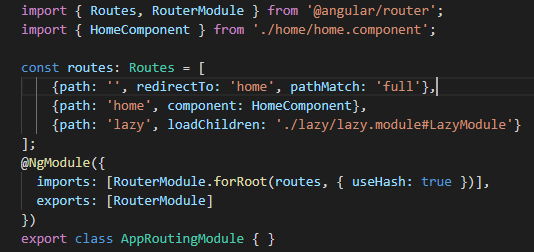 import { Routes, RouterModule } from '@angular/router';
import { HomeComponent } from './home/home.component';
const routes: Routes = [
{path: '', redirectTo: 'home', pathMatch: 'full'},
{path: 'home', component: HomeComponent},
{path: 'lazy', loadChildren: './lazy/lazy.module#LazyModule'}
];
@NgModule({
imports: [RouterModule.forRoot(routes, { useHash: true })],
exports: [RouterModule]
})
export class AppRoutingModule { }